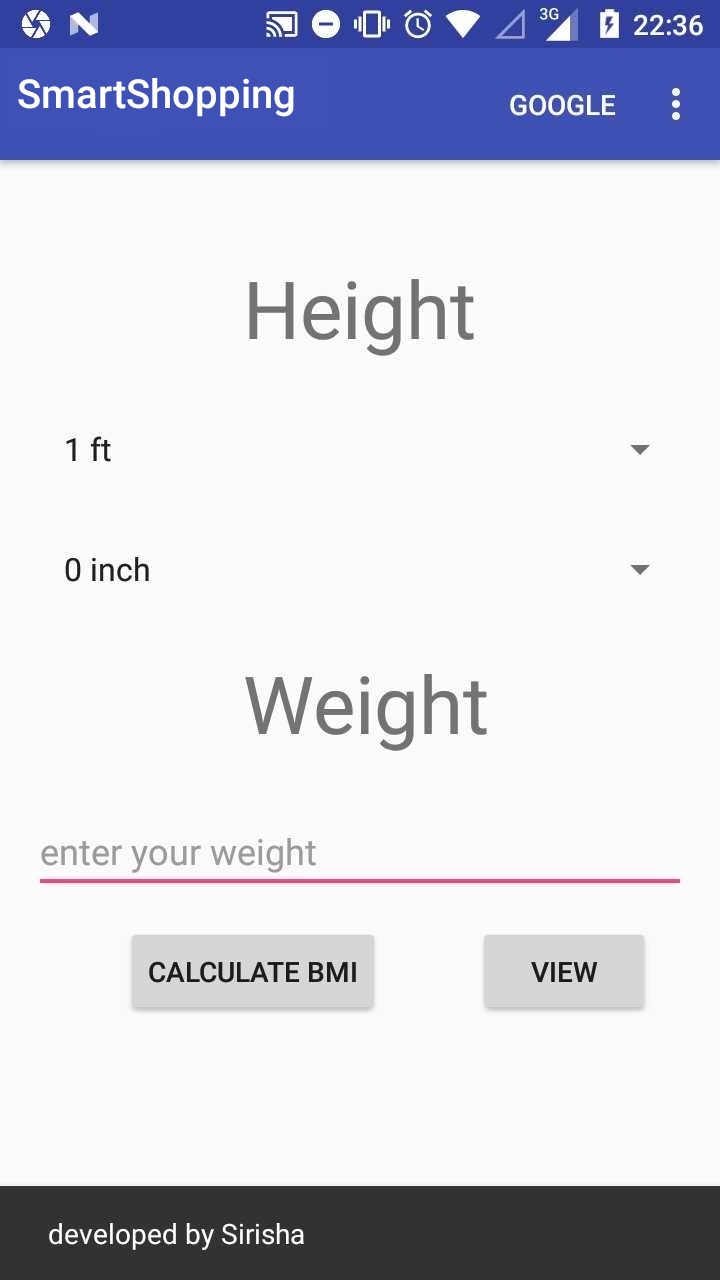 3G 22:36
SmartShopping GOOGLE
Height
1 ft
0 inch
Weight
enter your weight
CALCULATE BMI VIEW
developed by Sirisha